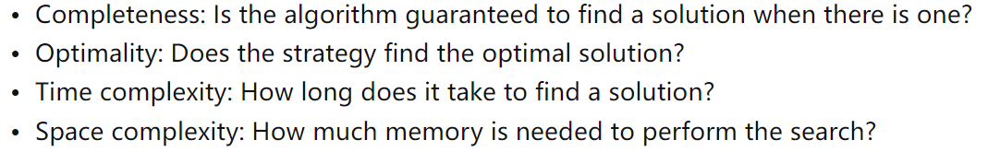 • Completeness: Is the algorithm guaranteed to find a solution when there is one?
• Optimality: Does the strategy find the optimal solution?
• Time complexity: How long does it take to find a solution?
• Space complexity: How much memory is needed to perform the search?